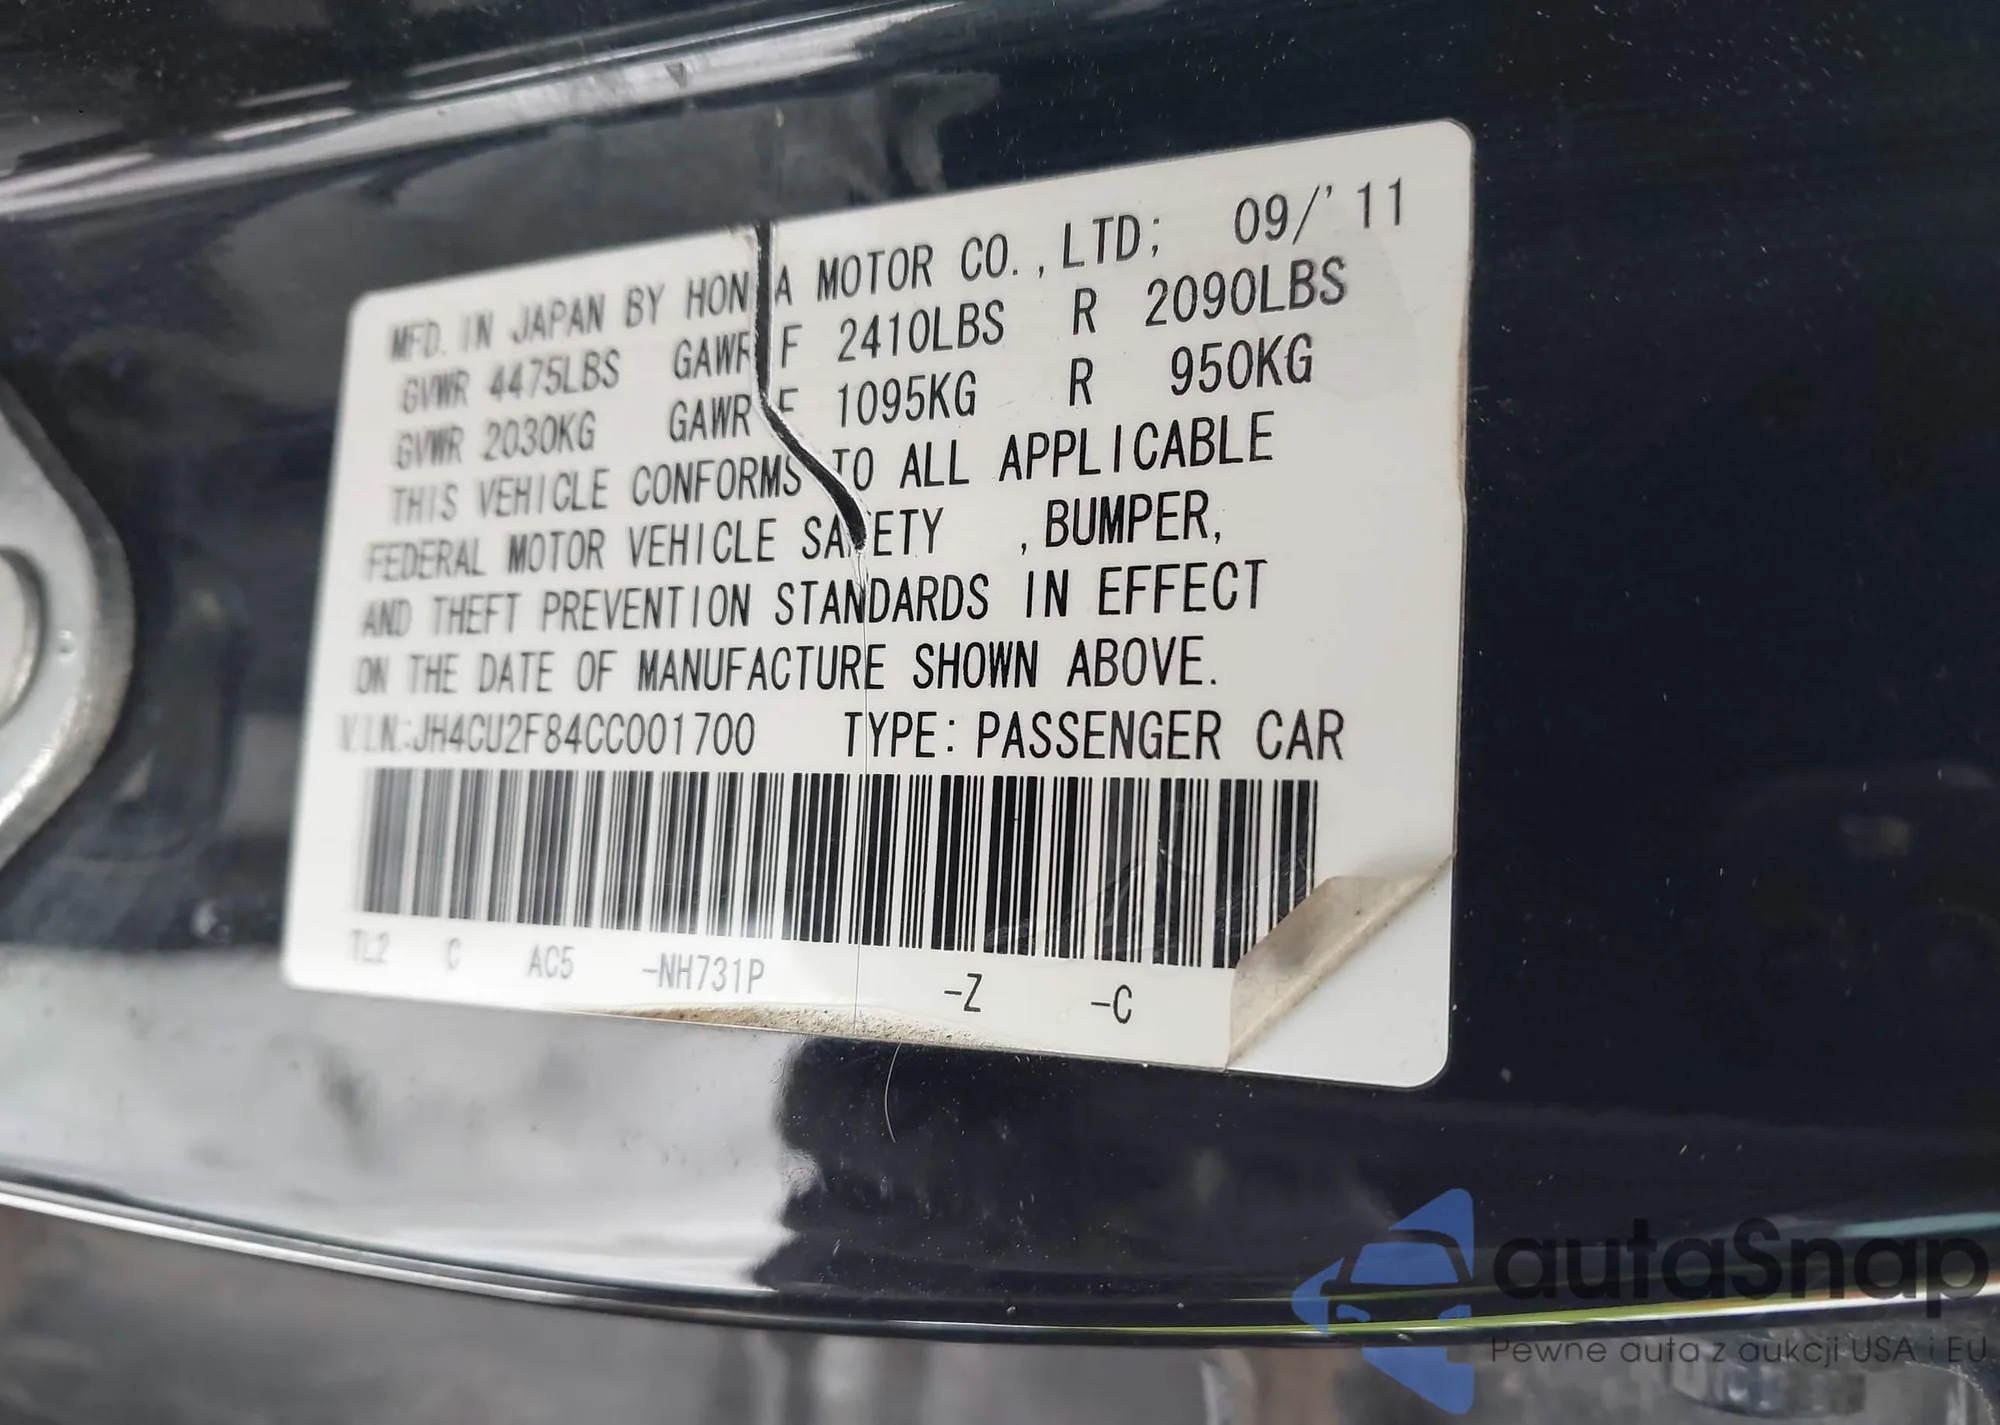 MFD. IN JAPAN BY HONDA MOTOR CO.,LTD; 09/'11
GVWR 4475LBS GAWR F 2410LBS R 2090LBS
GVWR 2030KG GAWR F 1095KG R 950KG
THIS VEHICLE CONFORMS TO ALL APPLICABLE
FEDERAL MOTOR VEHICLE SAFETY , BUMPER,
AND THEFT PREVENTION STANDARDS IN EFFECT
ON THE DATE OF MANUFACTURE SHOWN ABOVE.
V.I.N.:JH4CU2F84CC001700 TYPE: PASSENGER CAR
TL2 C AC5 -NH731P -Z -C
autaSnap
Pewne auta z aukcji USA i EU